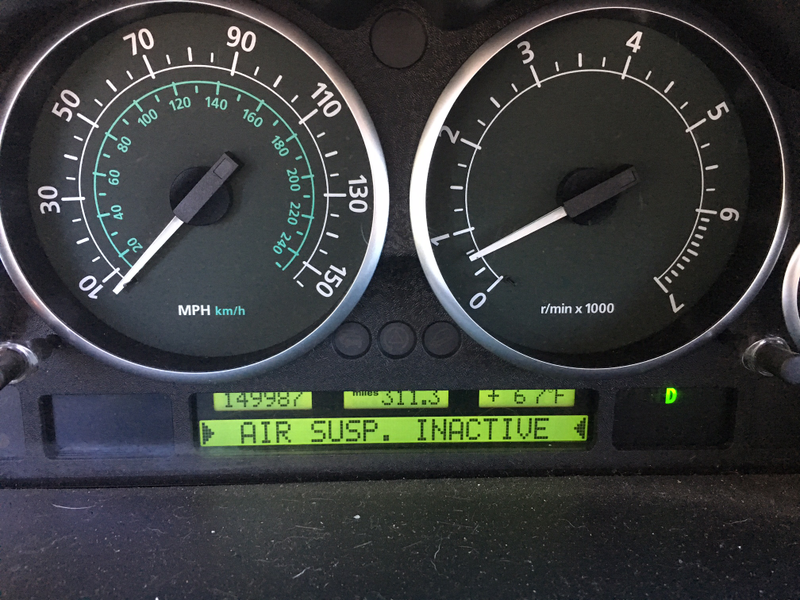 10 30 50 70 90 110 130 150
20 40 60 80 100 120 140 160 180 200 220 240
MPH km/h
0 1 2 3 4 5 6 7
r/min x 1000
149987 miles 311.3 + 67°F
AIR SUSP. INACTIVE
D